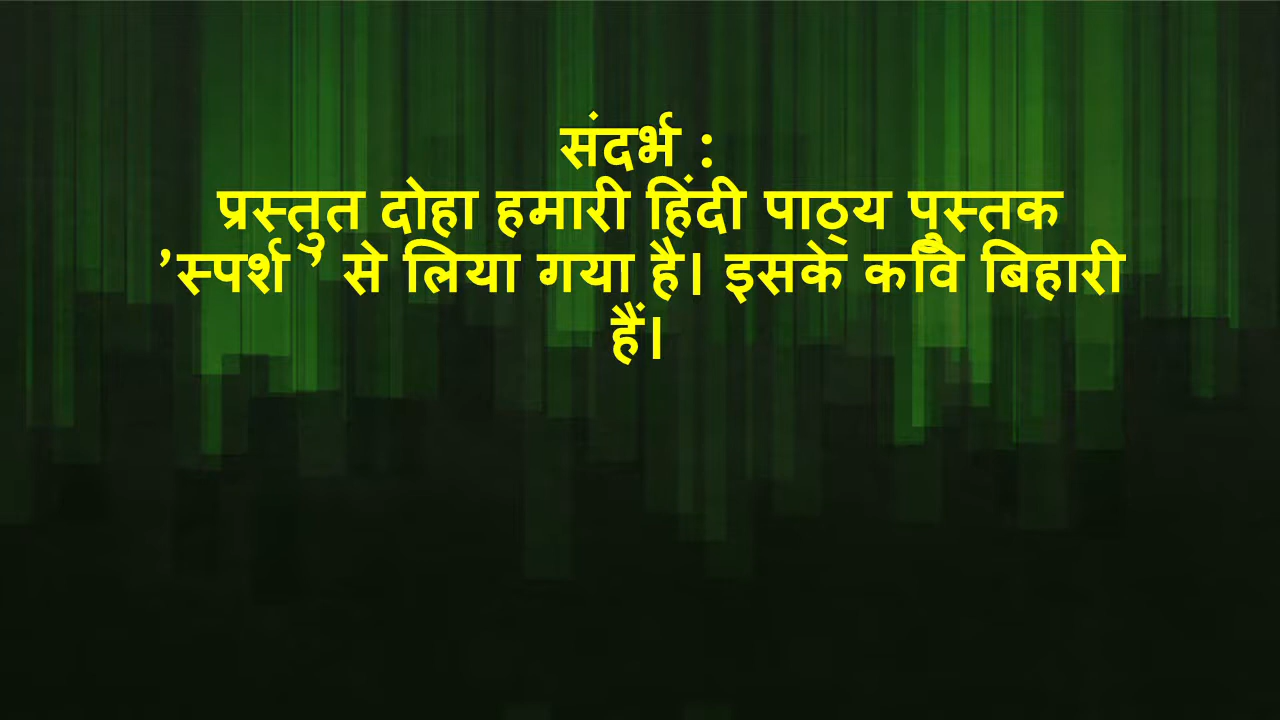 संदर्भ :
प्रस्तुत दोहा हमारी हिंदी पाठ्य पुस्तक
’स्पर्श ’ से लिया गया है। इसके कवि बिहारी
हैं।